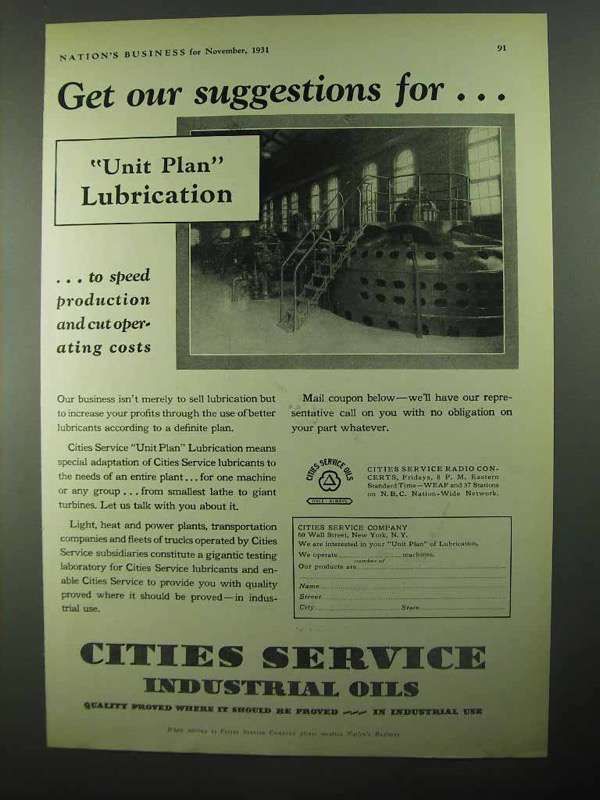 NATION'S BUSINESS for November, 1931
91
Get our suggestions for . . .
"Unit Plan"
Lubrication
. . . to speed
production
and cut oper-
ating costs
Our business isn't merely to sell lubrication but
to increase your profits through the use of better
lubricants according to a definite plan.
Cities Service "Unit Plan" Lubrication means
special adaptation of Cities Service lubricants to
the needs of an entire plant . . . for one machine
or any group . . . from smallest lathe to giant
turbines. Let us talk with you about it.
Light, heat and power plants, transportation
companies and fleets of trucks operated by Cities
Service subsidiaries constitute a gigantic testing
laboratory for Cities Service lubricants and en-
able Cities Service to provide you with quality
proved where it should be proved—in indus-
trial use.
Mail coupon below—we'll have our repre-
sentative call on you with no obligation on
your part whatever.
CITIES SERVICE OILS
CITIES SERVICE RADIO CON-
CERTS, Fridays, 8 P. M. Eastern
Standard Time—WEAF and 37 Stations
on N.B.C. Nation-Wide Network.
CITIES SERVICE COMPANY
60 Wall Street, New York, N. Y.
We are interested in your "Unit Plan" of Lubrication.
We operate machines.
number of
Our products are
Name
Street
City State
CITIES SERVICE
INDUSTRIAL OILS
QUALITY PROVED WHERE IT SHOULD BE PROVED IN INDUSTRIAL USE
When writing to Cities Service Company please mention Nation's Business